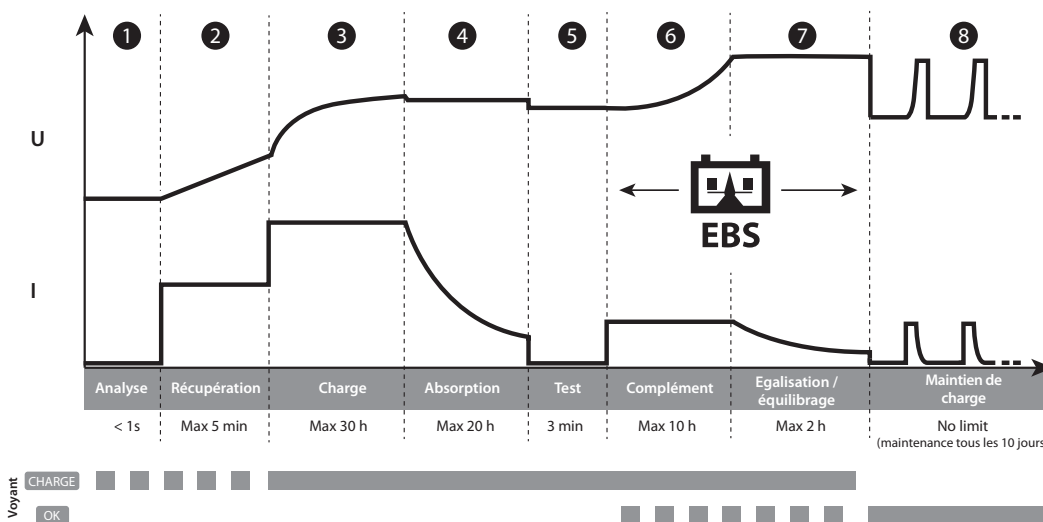 1 2 3 4 5 6 7 8
U
EBS
I
Analyse Récupération Charge Absorption Test Complément Egalisation / équilibrage Maintien de charge
< 1s Max 5 min Max 30 h Max 20 h 3 min Max 10 h Max 2 h No limit
(maintenance tous les 10 jours
Voyant
CHARGE
OK